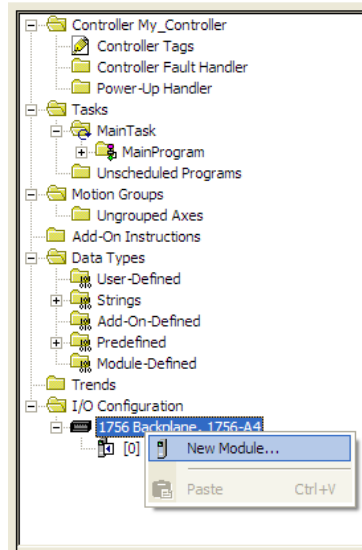 Controller My_Controller
Controller Tags
Controller Fault Handler
Power-Up Handler
Tasks
MainTask
MainProgram
Unscheduled Programs
Motion Groups
Ungrouped Axes
Add-On Instructions
Data Types
User-Defined
Strings
Add-On-Defined
Predefined
Module-Defined
Trends
I/O Configuration
1756 Backplane, 1756-A4
[0] New Module...
Paste Ctrl+V